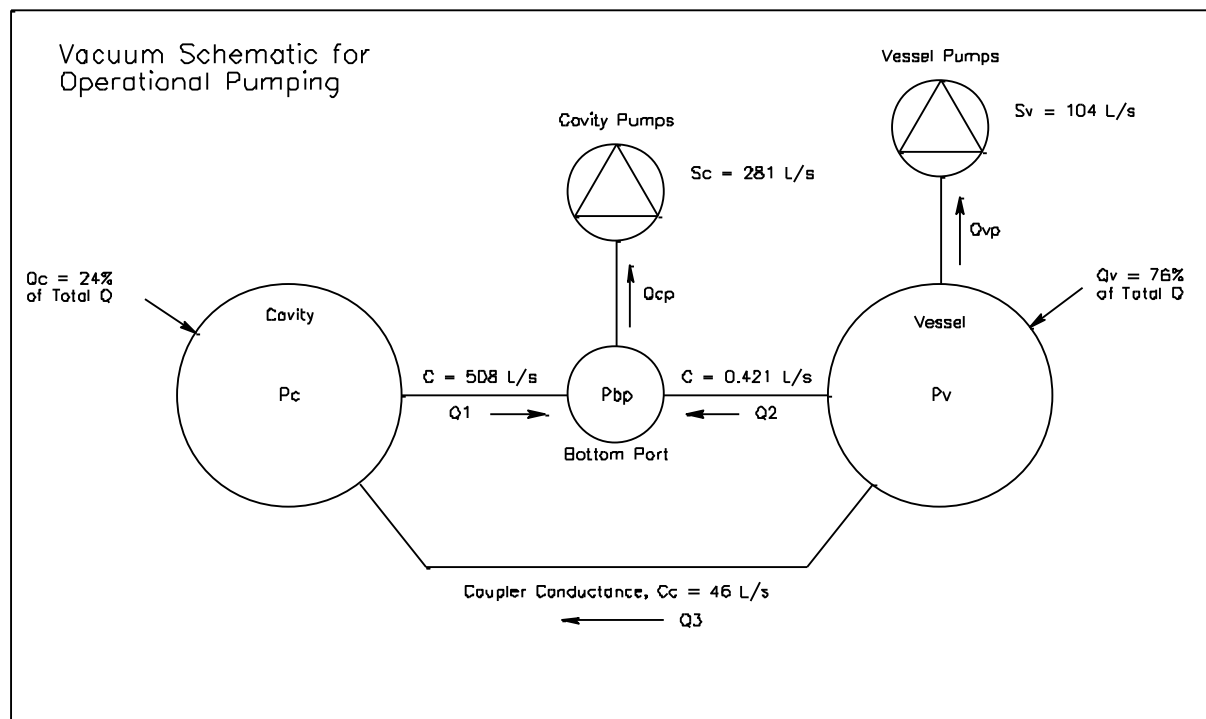 Vacuum Schematic for
Operational Pumping
Vessel Pumps
Sv = 104 L/s
Cavity Pumps
Sc = 281 L/s
Qvp
Qc = 24%
of Total Q
Qcp
Qv = 76%
of Total Q
Cavity
Vessel
C = 508 L/s
C = 0.421 L/s
Pc
Pbp
Pv
Q1
Q2
Bottom Port
Coupler Conductance, Cc = 46 L/s
Q3